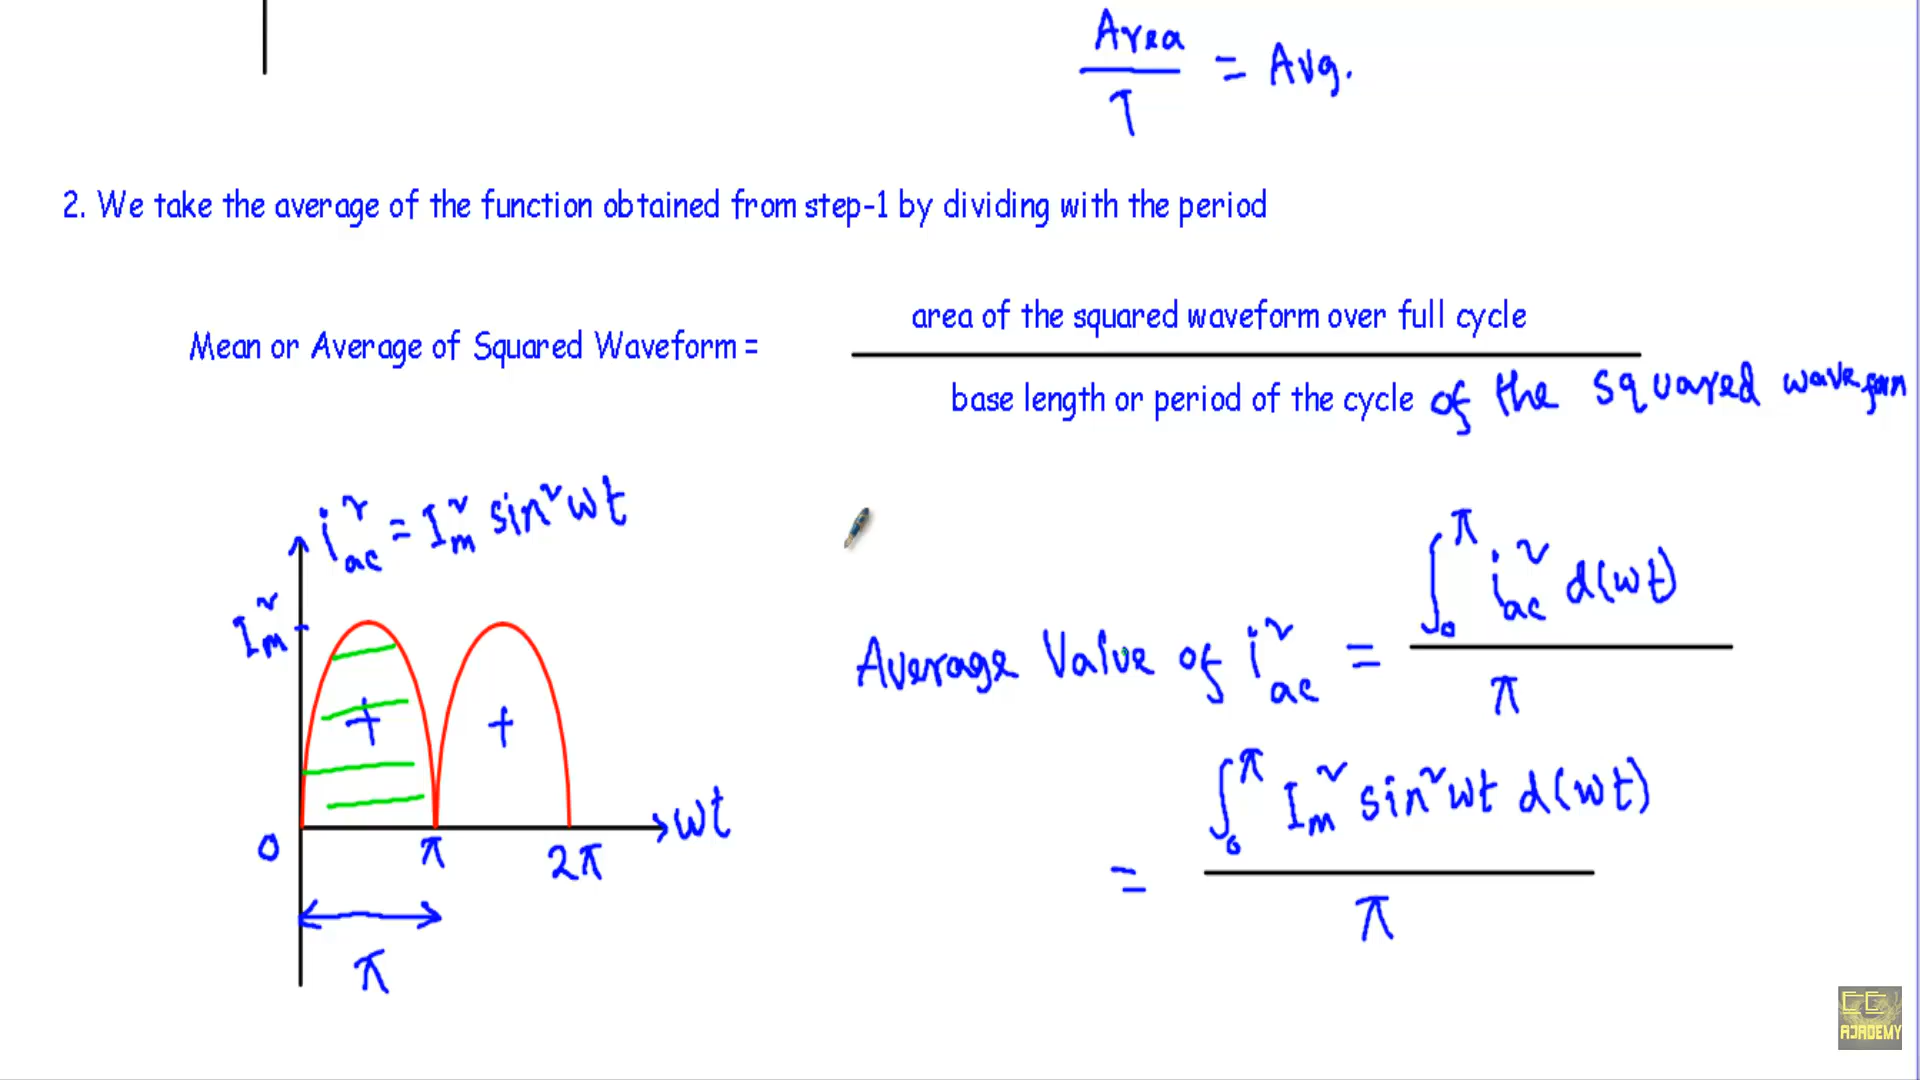 Area
T
= Avg.
2. We take the average of the function obtained from step-1 by dividing with the period
Mean or Average of Squared Waveform =
area of the squared waveform over full cycle
base length or period of the cycle of the squared waveform
i²ac = I²m sin²wt
I²m
+ +
0 π 2π wt
π
Average Value of i²ac = ∫₀^π i²ac d(wt)
π
= ∫₀^π I²m sin²wt d(wt)
π
EE
ACADEMY